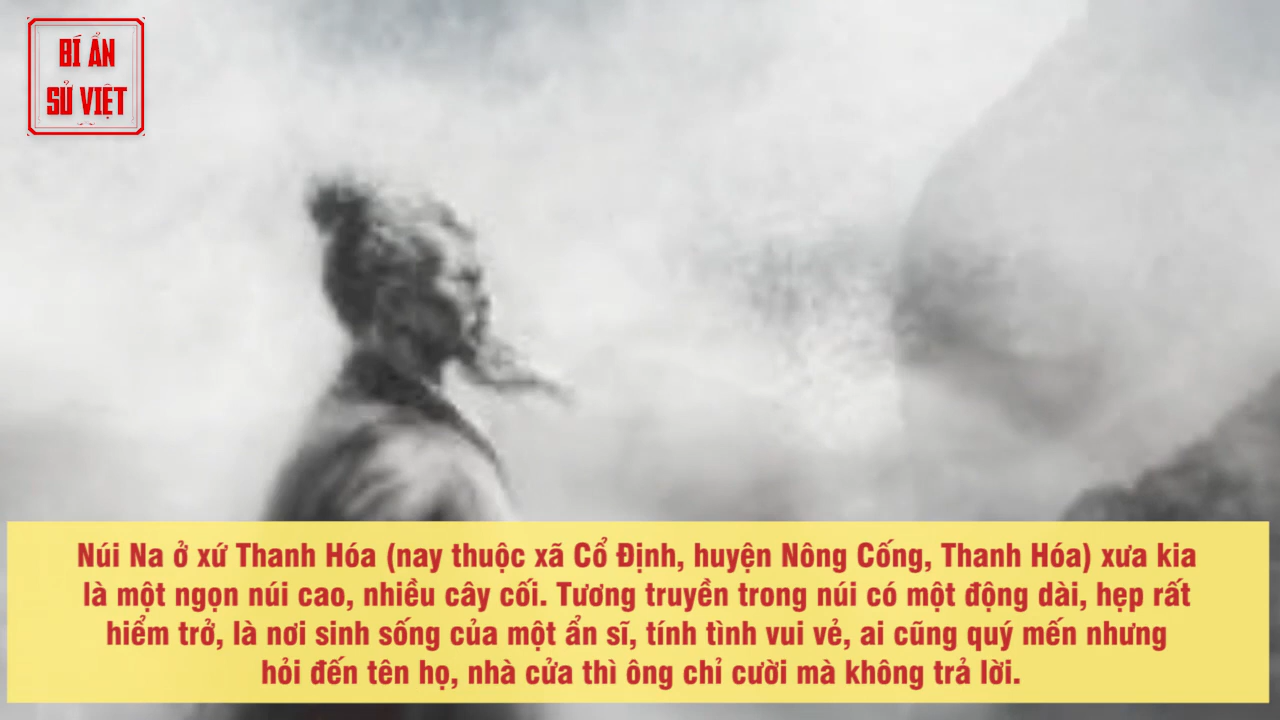 BÍ ẨN
SỬ VIỆT
Núi Na ở xứ Thanh Hóa (nay thuộc xã Cổ Định, huyện Nông Cống, Thanh Hóa) xưa kia
là một ngọn núi cao, nhiều cây cối. Tương truyền trong núi có một động dài, hẹp rất
hiểm trở, là nơi sinh sống của một ẩn sĩ, tính tình vui vẻ, ai cũng quý mến nhưng
hỏi đến tên họ, nhà cửa thì ông chỉ cười mà không trả lời.